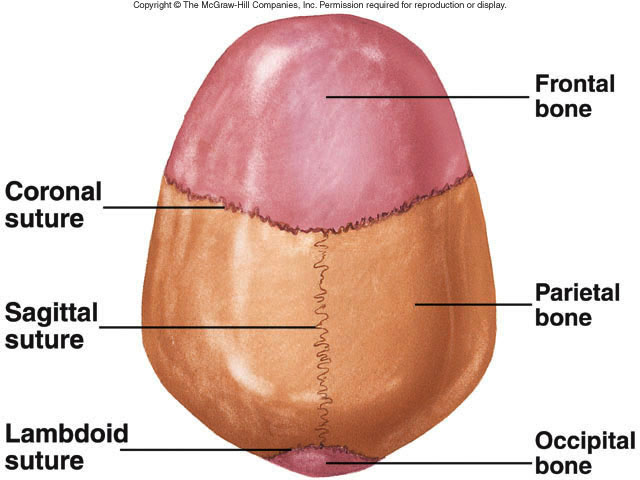 Copyright © The McGraw-Hill Companies, Inc. Permission required for reproduction or display.
Frontal
bone
Coronal
suture
Sagittal
suture
Parietal
bone
Lambdoid
suture
Occipital
bone